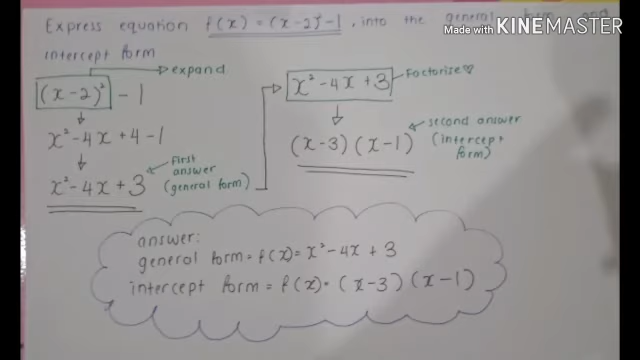 Express equation f(x) = (x-2)² -1, into the general form and
Made with KINEMASTER
intercept form
expand
(x-2)² - 1
x² - 4x + 4 - 1
x² - 4x + 3
First
answer
(general form)
x² - 4x + 3
Factorize♡
(x-3) (x-1)
second answer
(intercept
form)
answer:
general form = f(x) = x² - 4x + 3
intercept form = f(x) = (x-3) (x-1)